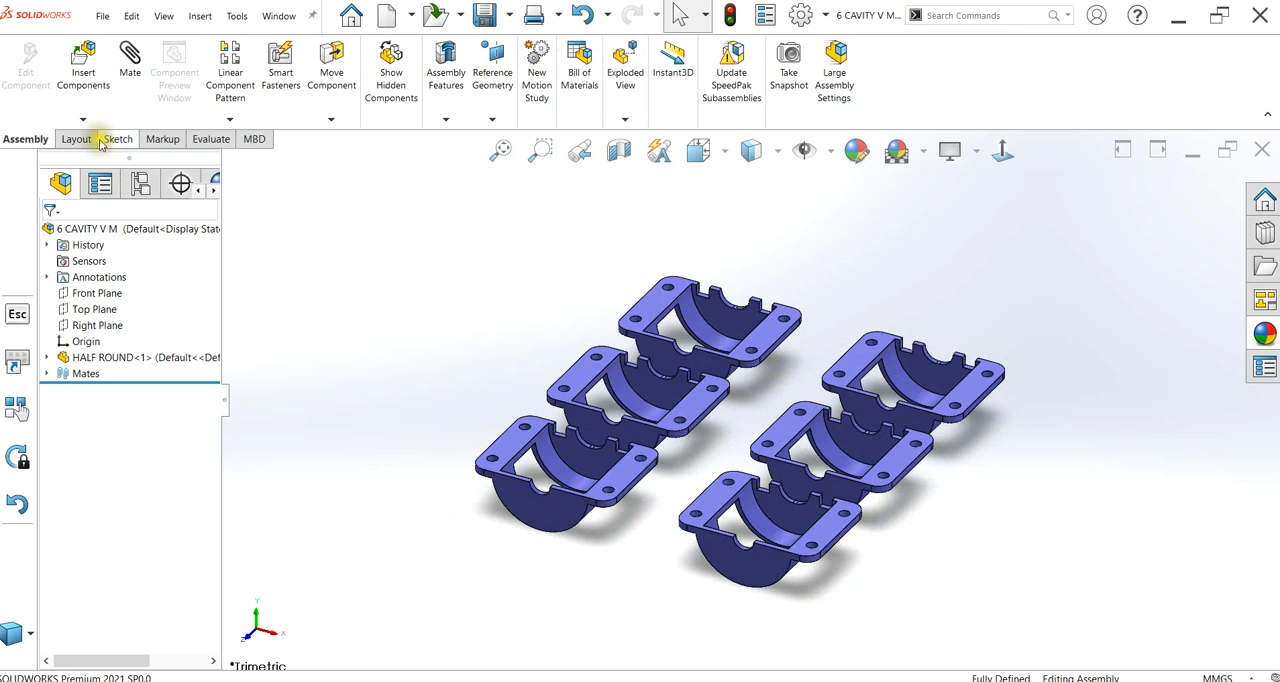 SOLIDWORKS File Edit View Insert Tools Window 6 CAVITY V M... Search Commands
Edit Component
Insert Components
Mate
Component Preview Window
Linear Component Pattern
Smart Fasteners
Move Component
Show Hidden Components
Assembly Features
Reference Geometry
New Motion Study
Bill of Materials
Exploded View
Instant3D
Update SpeedPak Subassemblies
Take Snapshot
Large Assembly Settings
Assembly Layout Sketch Markup Evaluate MBD
6 CAVITY V M (Default<Display Stat
History
Sensors
Annotations
Front Plane
Top Plane
Right Plane
Origin
HALF ROUND<1> (Default<<Def
Mates
Esc
Y
X
Z
*Trimetric
SOLIDWORKS Premium 2021 SP0.0 Fully Defined Editing Assembly MMGS